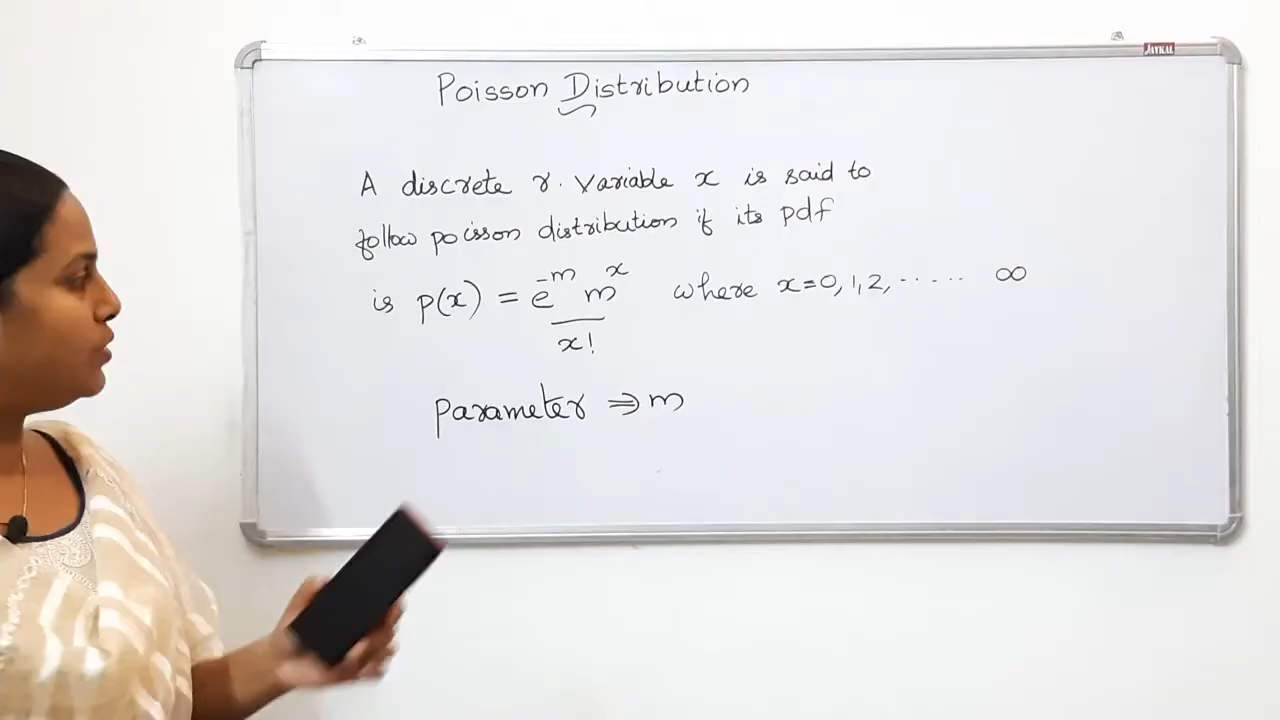 JAYKAL
Poisson Distribution
A discrete r. Variable x is said to
follow poisson distribution if its pdf
is p(x) = e^-m m^x / x! where x=0,1,2, ..... ∞
parameter ⇒ m